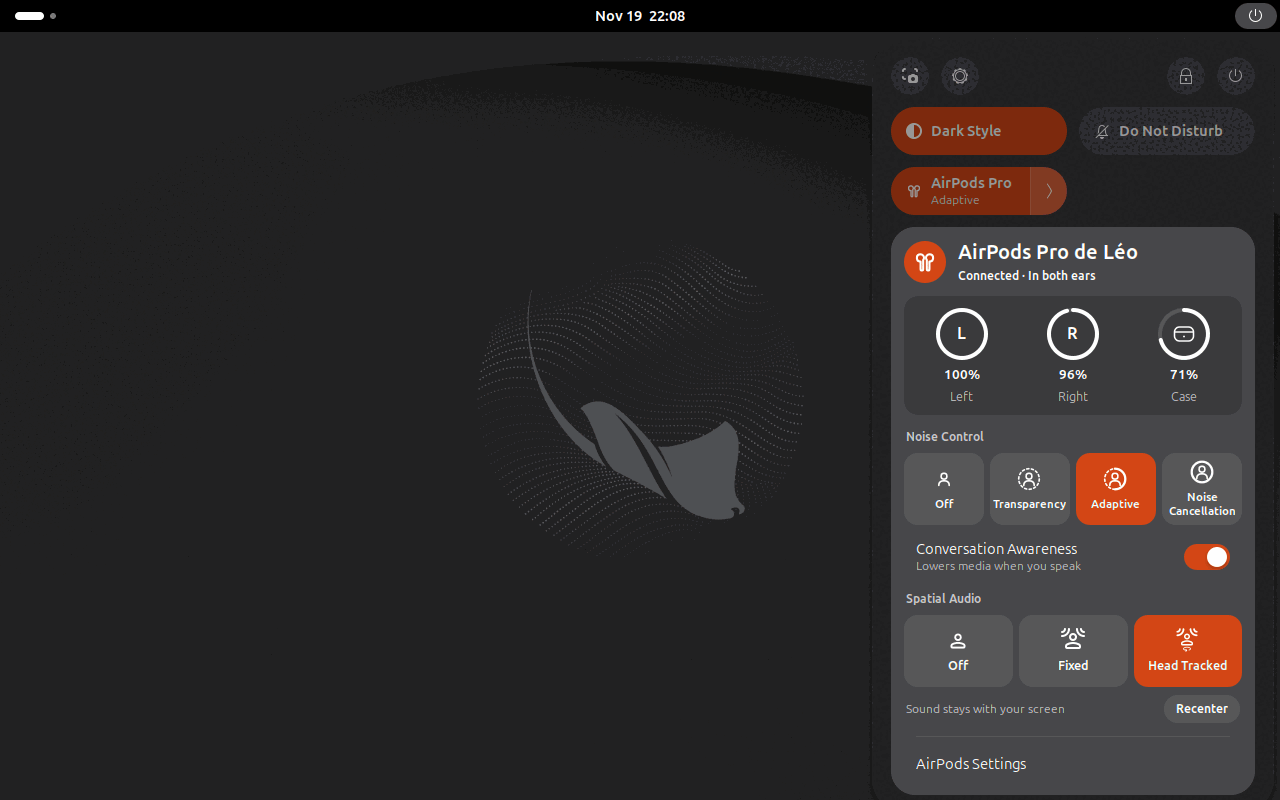 Nov 19 22:08
Dark Style
Do Not Disturb
AirPods Pro
Adaptive
AirPods Pro de Léo
Connected · In both ears
L
R
100%
96%
71%
Left
Right
Case
Noise Control
Off
Transparency
Adaptive
Noise
Cancellation
Conversation Awareness
Lowers media when you speak
Spatial Audio
Off
Fixed
Head Tracked
Sound stays with your screen
Recenter
AirPods Settings